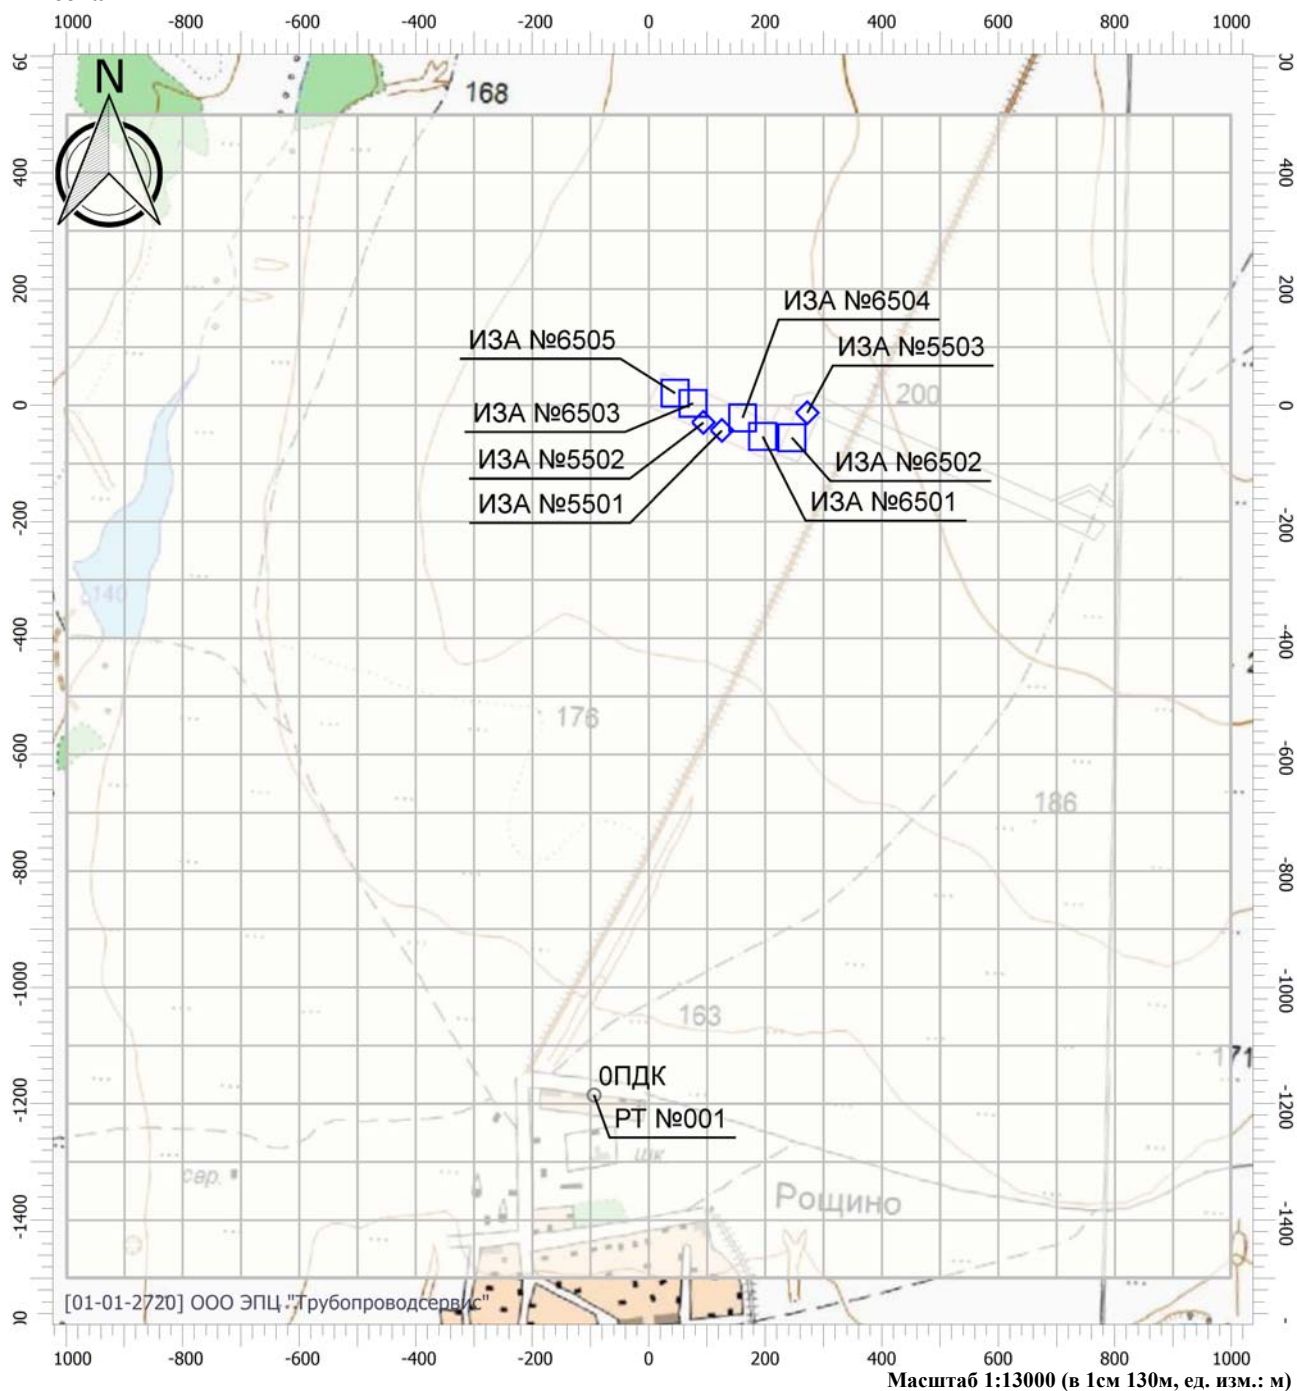 1000 -800 -600 -400 -200 0 200 400 600 800 1000
N
168
400 400
200 200
ИЗА №6504
ИЗА №6505
ИЗА №5503
200
0 0
ИЗА №6503
ИЗА №5502
ИЗА №6502
ИЗА №5501
ИЗА №6501
-200 -200
140
-400 -400
176
-600 -600
186
-800 -800
-1000 -1000
163
171
0ПДК
-1200 -1200
РТ №001
шк
сар.
Рощино
-1400 -1400
[01-01-2720] ООО ЭПЦ "Трубопроводсервис"
1000 -800 -600 -400 -200 0 200 400 600 800 1000
Масштаб 1:13000 (в 1см 130м, ед. изм.: м)